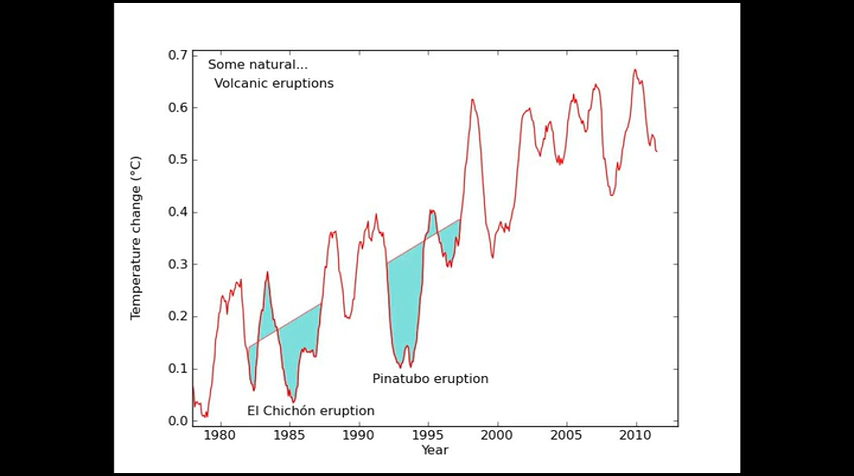 Some natural...
Volcanic eruptions
Temperature change (°C)
0.7
0.6
0.5
0.4
0.3
0.2
0.1
0.0
Pinatubo eruption
El Chichón eruption
1980 1985 1990 1995 2000 2005 2010
Year